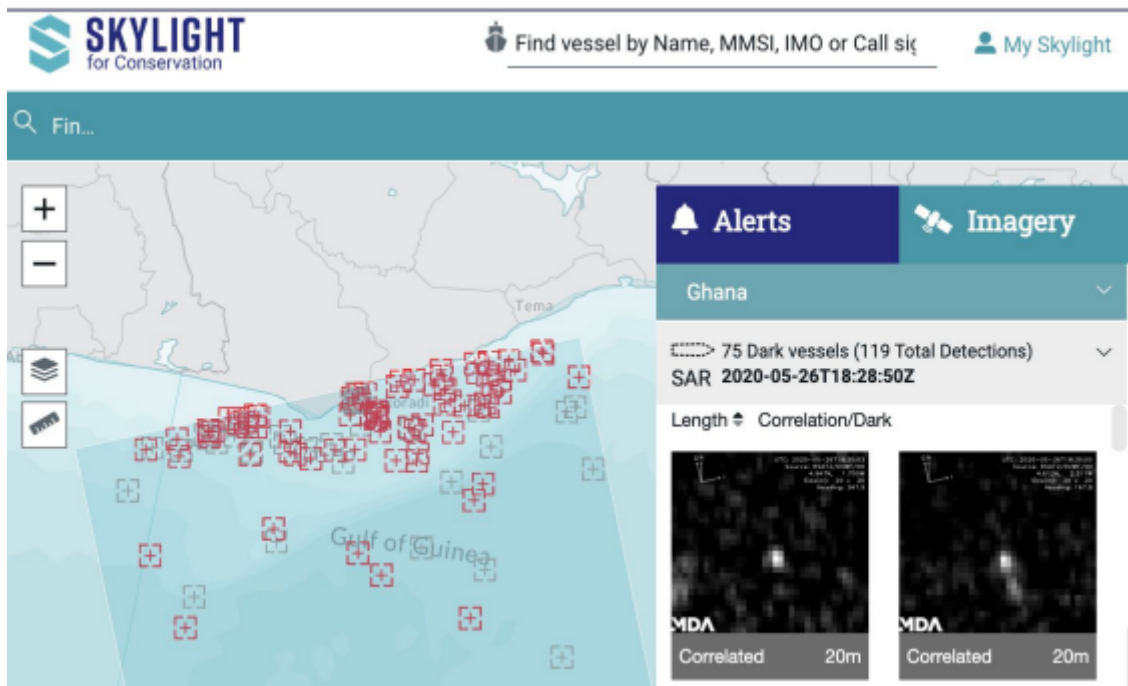 SKYLIGHT
for Conservation
Find vessel by Name, MMSI, IMO or Call sig
My Skylight
Fin...
Alerts
Imagery
Ghana
Tema
75 Dark vessels (119 Total Detections)
SAR 2020-05-26T18:28:50Z
Length Correlation/Dark
Gulf of Guinea
MDA
MDA
Correlated 20m
Correlated 20m